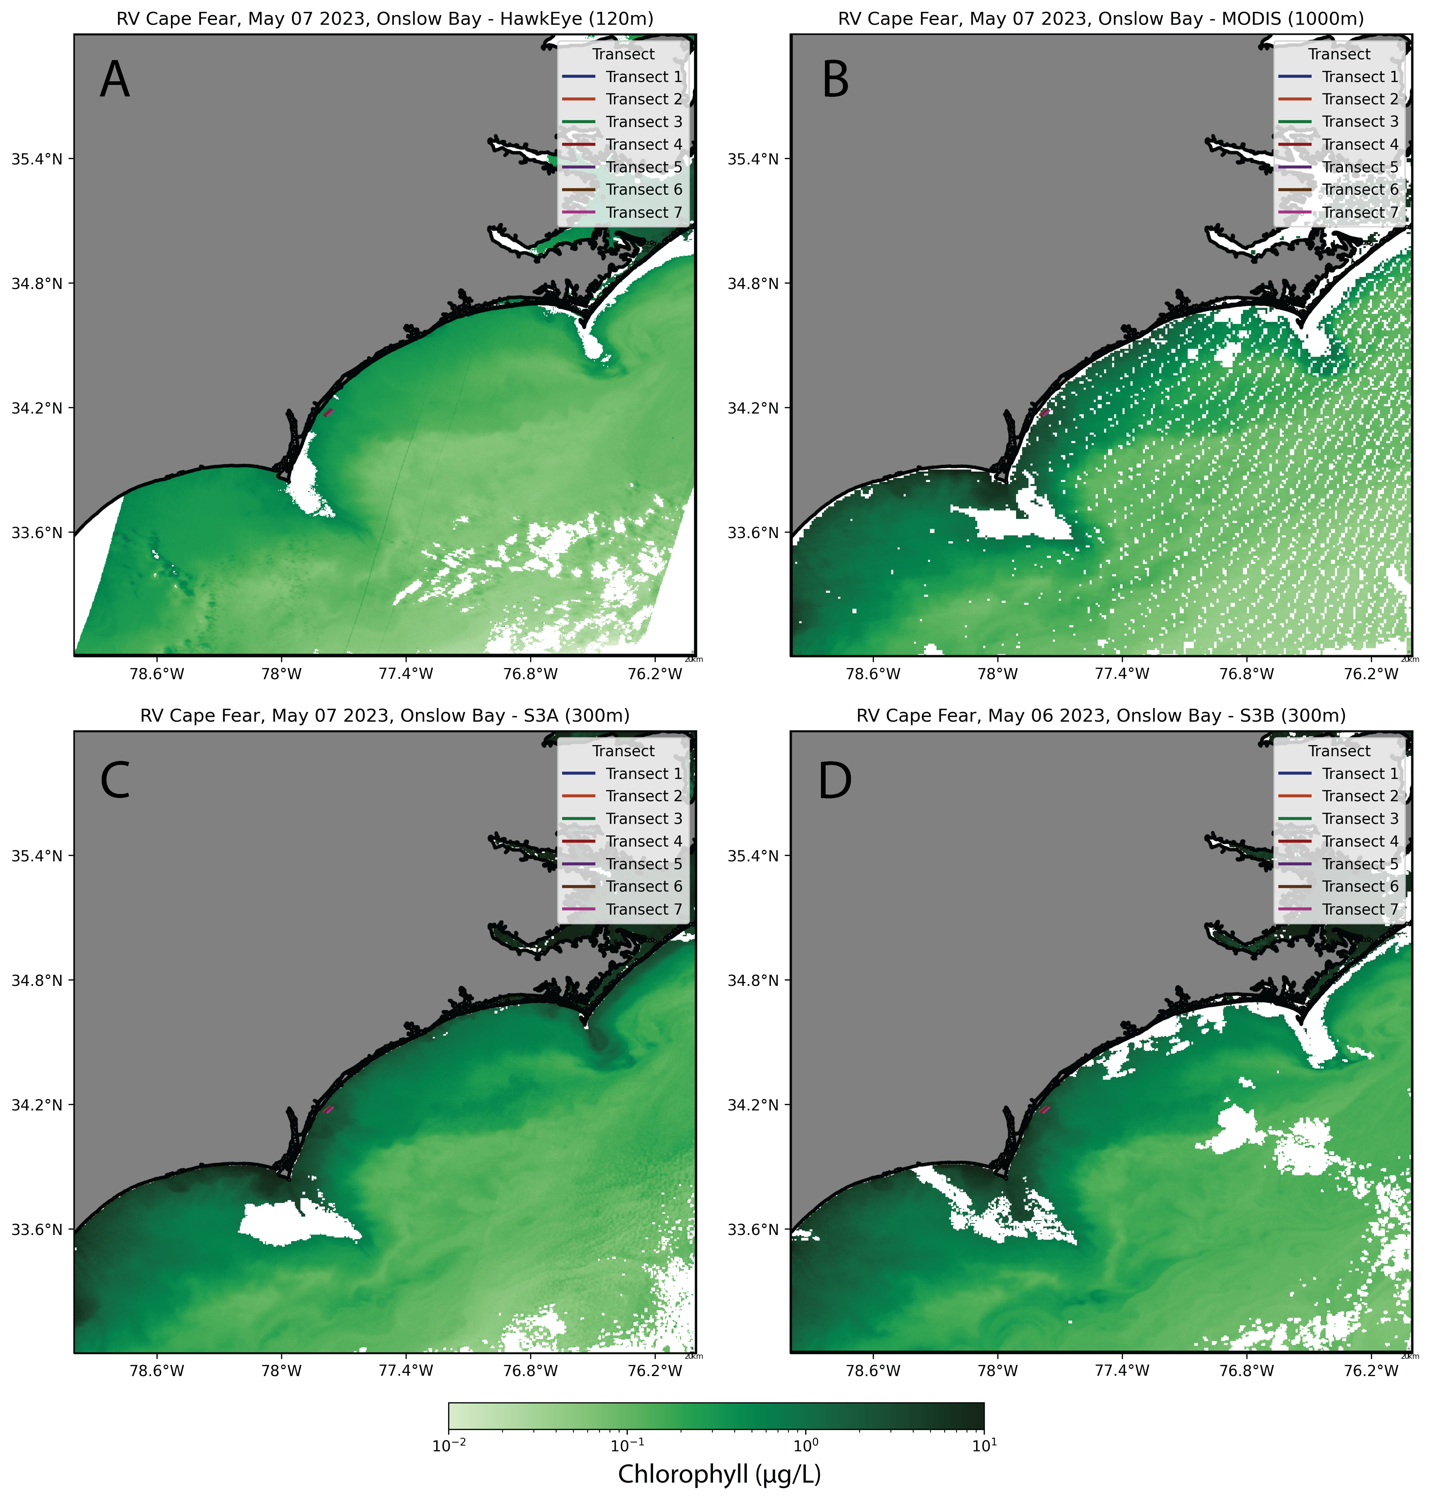 RV Cape Fear, May 07 2023, Onslow Bay - HawkEye (120m)
A
Transect
Transect 1
Transect 2
Transect 3
Transect 4
Transect 5
Transect 6
Transect 7
35.4°N
34.8°N
34.2°N
33.6°N
78.6°W
78°W
77.4°W
76.8°W
76.2°W
20km
RV Cape Fear, May 07 2023, Onslow Bay - MODIS (1000m)
B
Transect
Transect 1
Transect 2
Transect 3
Transect 4
Transect 5
Transect 6
Transect 7
35.4°N
34.8°N
34.2°N
33.6°N
78.6°W
78°W
77.4°W
76.8°W
76.2°W
20km
RV Cape Fear, May 07 2023, Onslow Bay - S3A (300m)
C
Transect
Transect 1
Transect 2
Transect 3
Transect 4
Transect 5
Transect 6
Transect 7
35.4°N
34.8°N
34.2°N
33.6°N
78.6°W
78°W
77.4°W
76.8°W
76.2°W
20km
RV Cape Fear, May 06 2023, Onslow Bay - S3B (300m)
D
Transect
Transect 1
Transect 2
Transect 3
Transect 4
Transect 5
Transect 6
Transect 7
35.4°N
34.8°N
34.2°N
33.6°N
78.6°W
78°W
77.4°W
76.8°W
76.2°W
20km
10⁻² 10⁻¹ 10⁰ 10¹
Chlorophyll (µg/L)